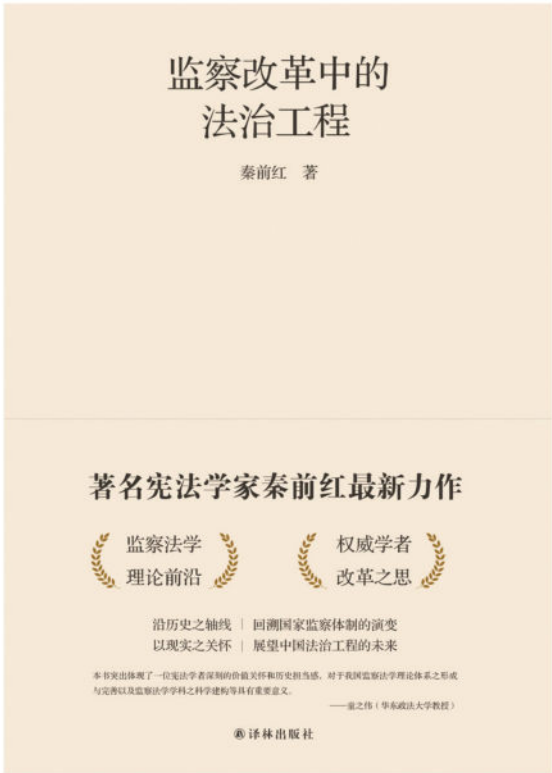 监察改革中的
法治工程
秦前红 著
著名宪法学家秦前红最新力作
监察法学
理论前沿
权威学者
改革之思
沿历史之轴线｜回溯国家监察体制的演变
以现实之关怀｜展望中国法治工程的未来
本书突出体现了一位宪法学者深刻的价值关怀和历史担当感，对于我国监察法学理论体系之形成
与完善以及监察法学学科之科学建构等具有重要意义。
——童之伟（华东政法大学教授）
译林出版社